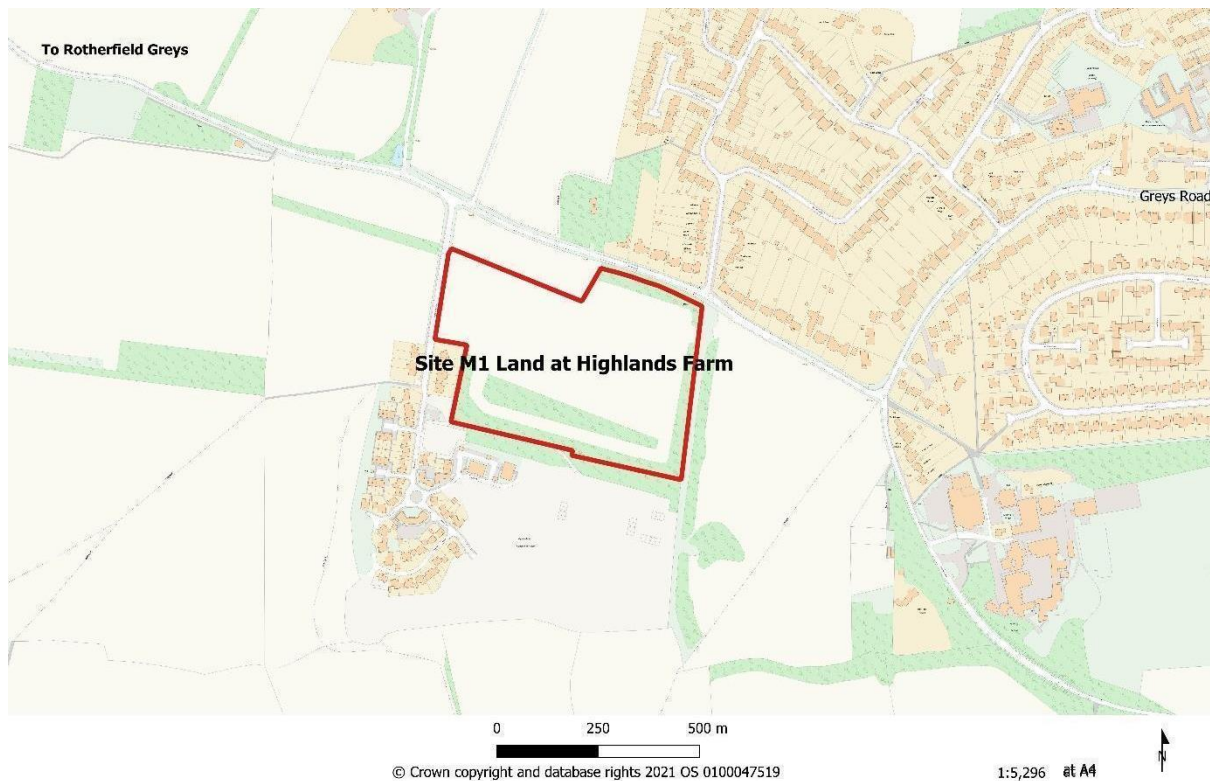 To Rotherfield Greys
Greys Road
Site M1 Land at Highlands Farm
0 250 500 m
© Crown copyright and database rights 2021 OS 0100047519
N
1:5,296 at A4